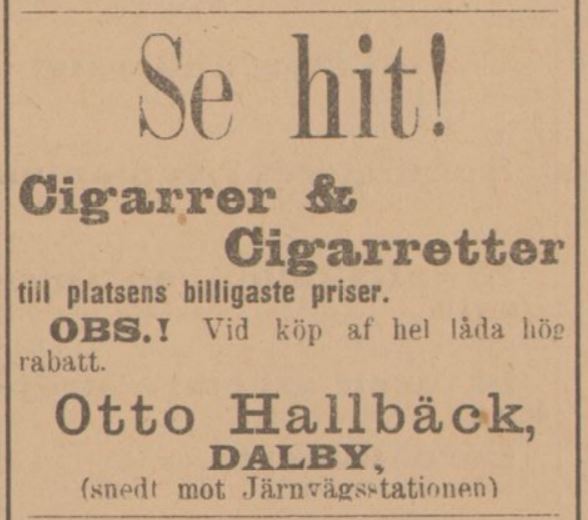 Se hit!
Cigarrer &
Cigarretter
till platsens billigaste priser.
OBS.! Vid köp af hel låda hög
rabatt.
Otto Hallbäck,
DALBY,
(snedt mot Järnvägsstationen)